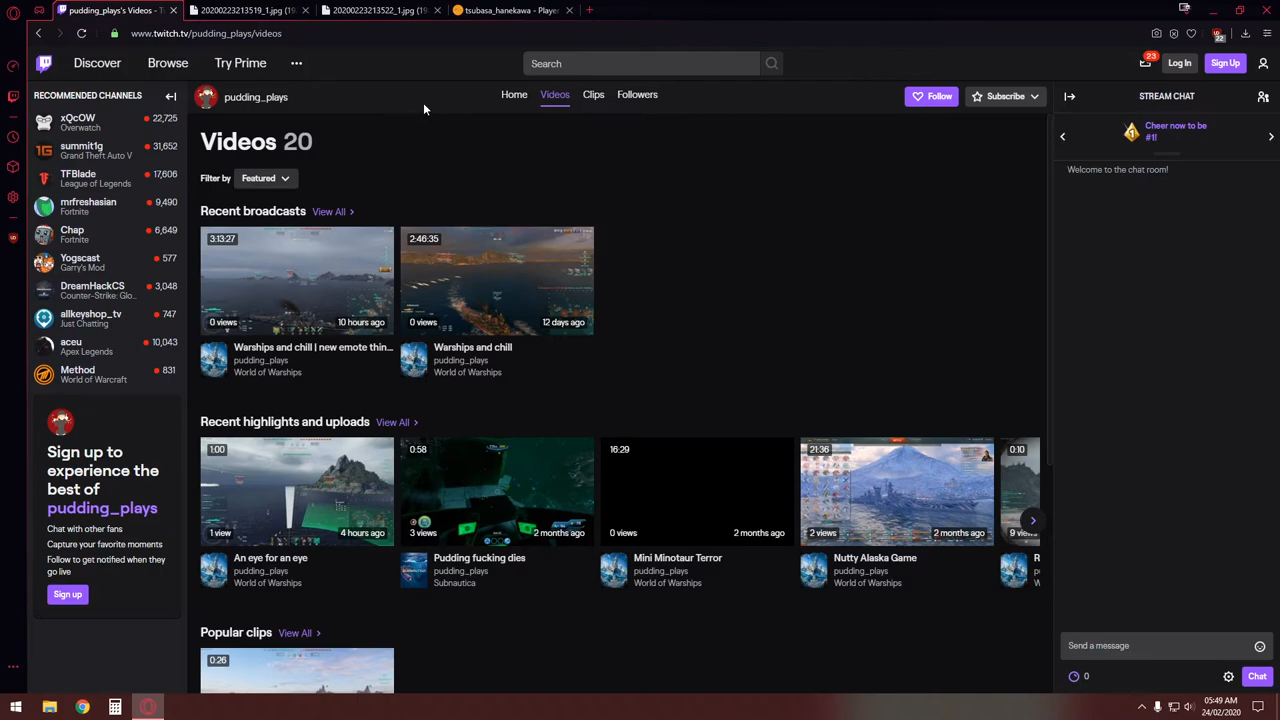 pudding_plays's Videos - T
20200223213519_1.jpg (19
20200223213522_1.jpg (19
tsubasa_hanekawa - Player
www.twitch.tv/pudding_plays/videos
22
Discover
Browse
Try Prime
Search
23
Log In
Sign Up
RECOMMENDED CHANNELS
xQcOW
Overwatch
22,725
summit1g
Grand Theft Auto V
31,652
TFBlade
League of Legends
17,606
mrfreshasian
Fortnite
9,490
Chap
Fortnite
6,649
Yogscast
Garry's Mod
577
DreamHackCS
Counter-Strike: Glo...
3,048
allkeyshop_tv
Just Chatting
747
aceu
Apex Legends
10,043
Method
World of Warcraft
831
Sign up to
experience the
best of
pudding_plays
Chat with other fans
Capture your favorite moments
Follow to get notified when they
go live
Sign up
pudding_plays
Home
Videos
Clips
Followers
Follow
Subscribe
Videos 20
Filter by
Featured
Recent broadcasts
View All
3:13:27
0 views
10 hours ago
Warships and chill | new emote thin...
pudding_plays
World of Warships
2:46:35
0 views
12 days ago
Warships and chill
pudding_plays
World of Warships
Recent highlights and uploads
View All
1:00
1 view
4 hours ago
An eye for an eye
pudding_plays
World of Warships
0:58
3 views
2 months ago
Pudding fucking dies
pudding_plays
Subnautica
16:29
0 views
2 months ago
Mini Minotaur Terror
pudding_plays
World of Warships
21:36
2 views
2 months ago
Nutty Alaska Game
pudding_plays
World of Warships
0:10
9 views
Popular clips
View All
0:26
STREAM CHAT
Cheer now to be
#1!
Welcome to the chat room!
Send a message
0
Chat
05:49 AM
24/02/2020